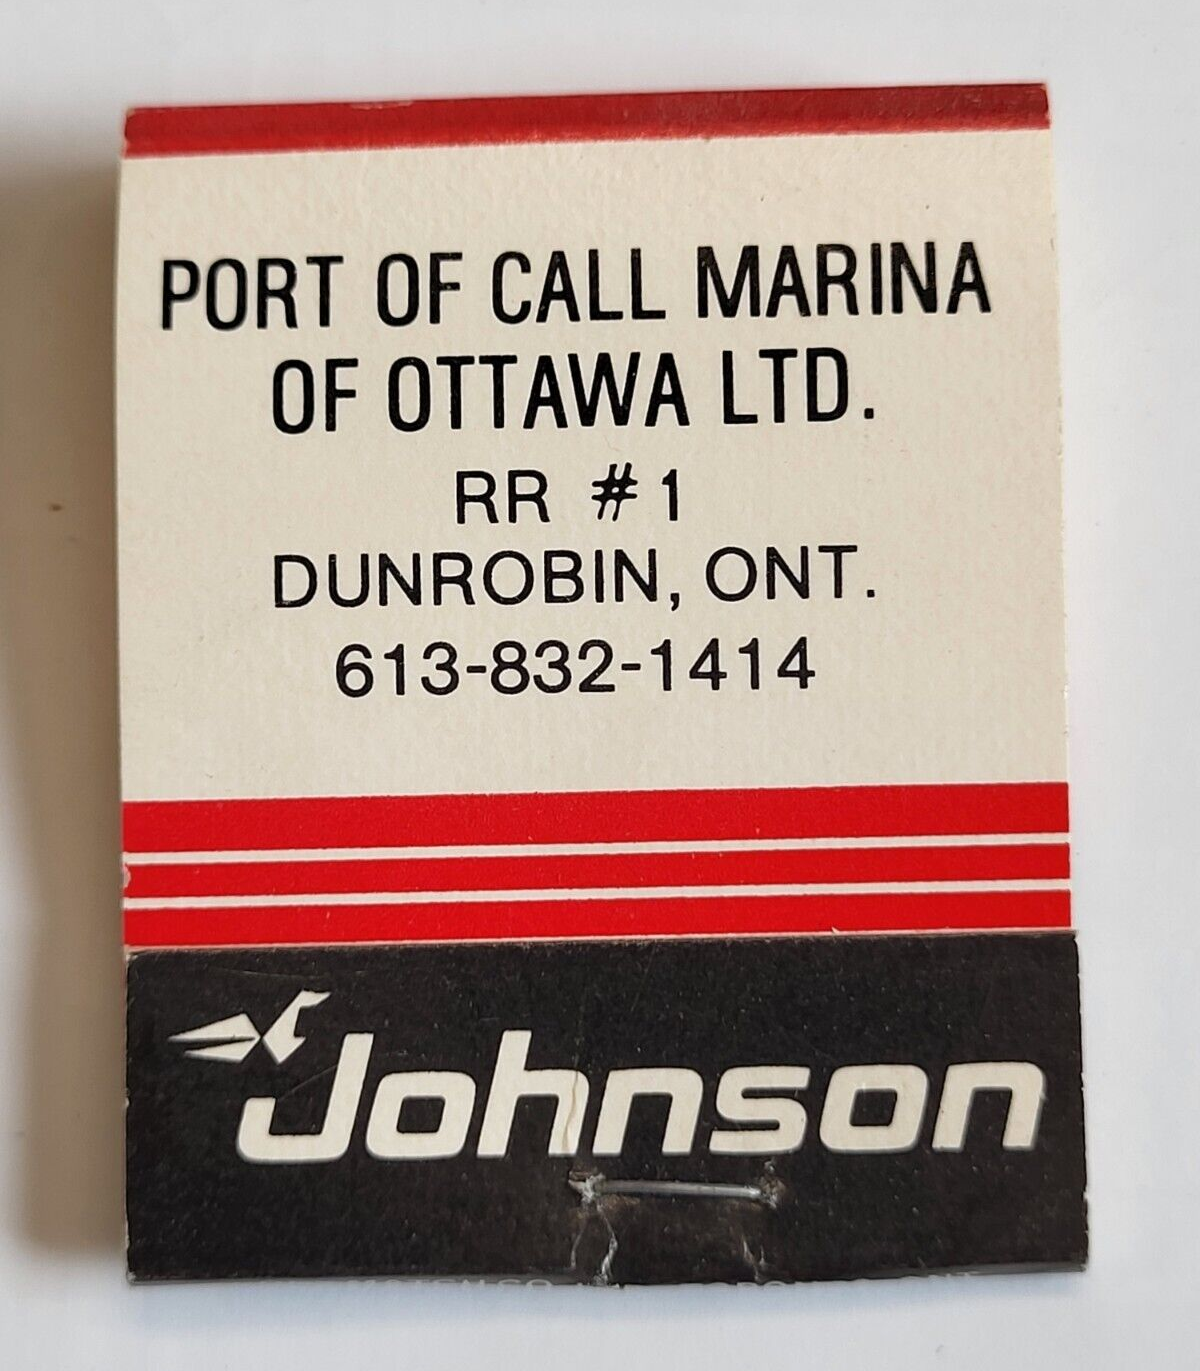 PORT OF CALL MARINA
OF OTTAWA LTD.
RR #1
DUNROBIN, ONT.
613-832-1414
Johnson